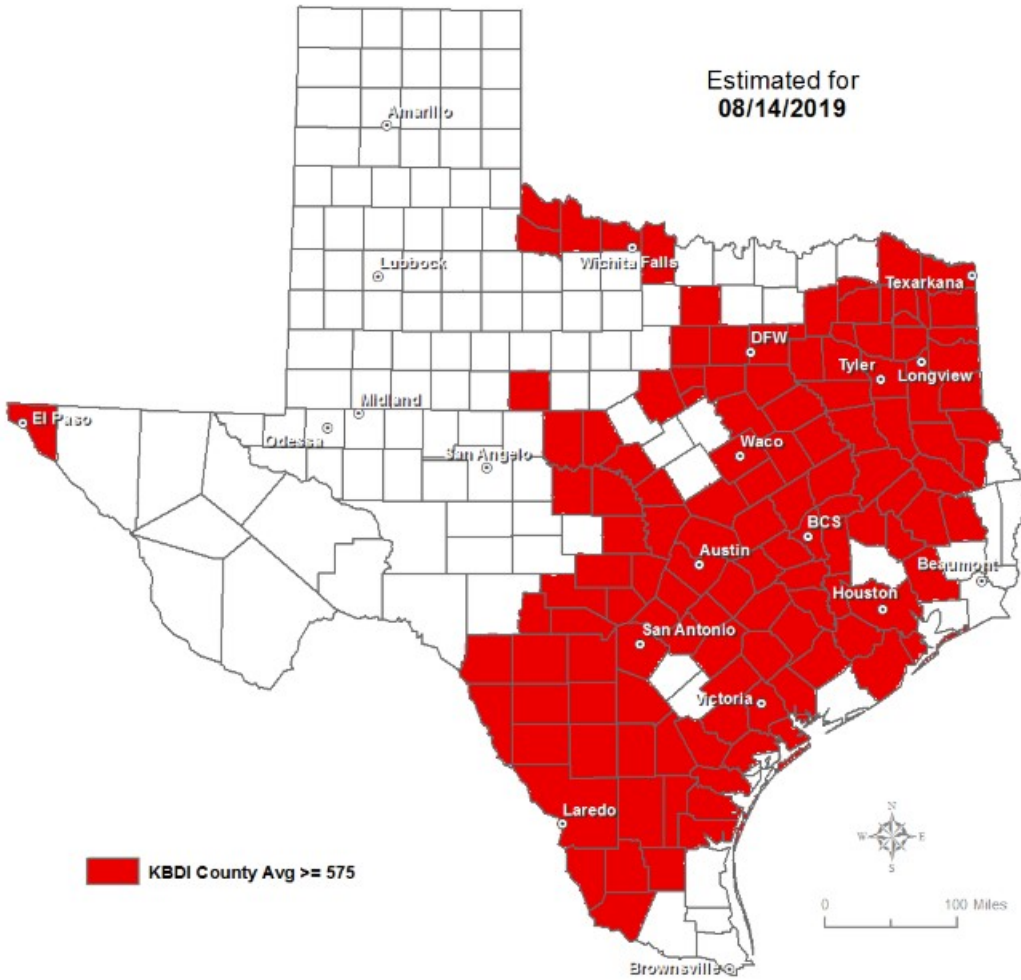 Estimated for
08/14/2019
Amarillo
Lubbock
Wichita Falls
Texarkana
DFW
Tyler
Longview
El Paso
Midland
Odessa
San Angelo
Waco
BCS
Austin
Beaumont
Houston
San Antonio
Victoria
Laredo
N
W E
S
KBDI County Avg >= 575
0 100 Miles
Brownsville